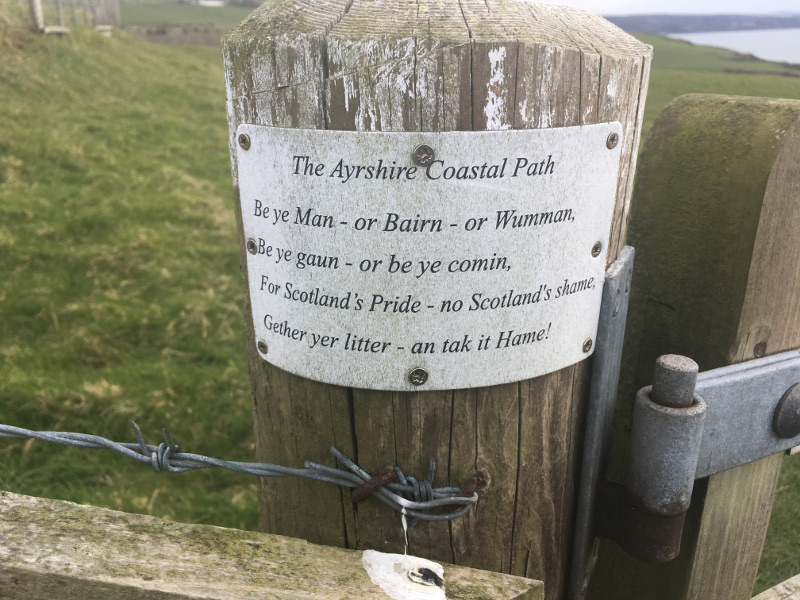 The Ayrshire Coastal Path
Be ye Man - or Bairn - or Wumman,
Be ye gaun - or be ye comin,
For Scotland's Pride - no Scotland's shame,
Gether yer litter - an tak it Hame!